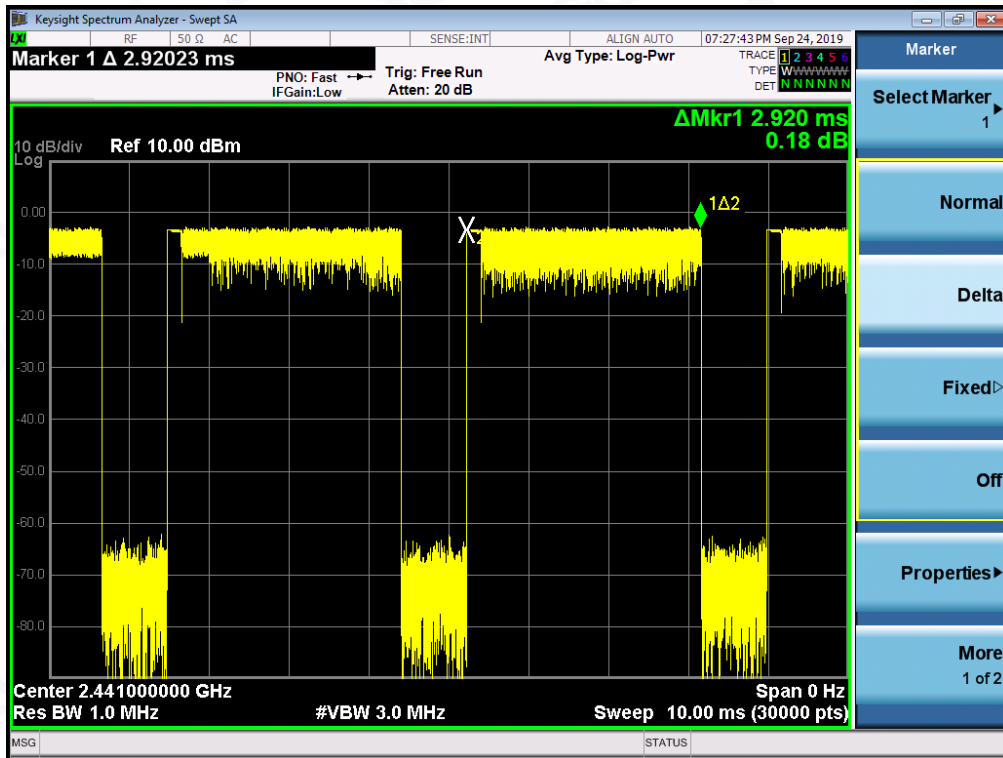 Keysight Spectrum Analyzer - Swept SA
LXI RF 50 Ω AC SENSE:INT ALIGN AUTO 07:27:43 PM Sep 24, 2019
Marker 1 Δ 2.92023 ms
PNO: Fast
IFGain:Low
Trig: Free Run
Atten: 20 dB
Avg Type: Log-Pwr
TRACE 1 2 3 4 5 6
TYPE WWWWWW
DET N N N N N N
ΔMkr1 2.920 ms
0.18 dB
10 dB/div Ref 10.00 dBm
Log
0.00
-10.0
-20.0
-30.0
-40.0
-50.0
-60.0
-70.0
-80.0
X2
1Δ2
Center 2.441000000 GHz Span 0 Hz
Res BW 1.0 MHz #VBW 3.0 MHz Sweep 10.00 ms (30000 pts)
MSG STATUS
Marker
Select Marker
1
Normal
Delta
Fixed
Off
Properties
More
1 of 2